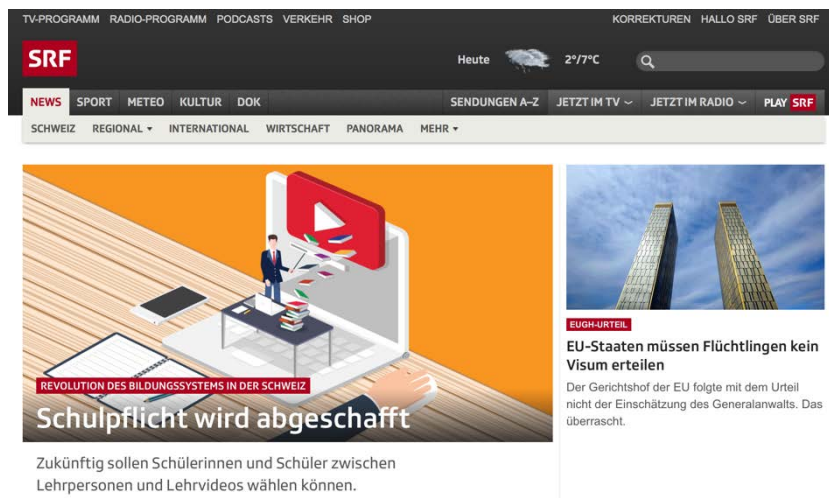 TV-PROGRAMM RADIO-PROGRAMM PODCASTS VERKEHR SHOP KORREKTUREN HALLO SRF ÜBER SRF
SRF Heute 2°/7°C
NEWS SPORT METEO KULTUR DOK SENDUNGEN A–Z JETZT IM TV JETZT IM RADIO PLAY SRF
SCHWEIZ REGIONAL INTERNATIONAL WIRTSCHAFT PANORAMA MEHR
REVOLUTION DES BILDUNGSSYSTEMS IN DER SCHWEIZ
Schulpflicht wird abgeschafft
Zukünftig sollen Schülerinnen und Schüler zwischen
Lehrpersonen und Lehrvideos wählen können.
EUGH-URTEIL
EU-Staaten müssen Flüchtlingen kein
Visum erteilen
Der Gerichtshof der EU folgte mit dem Urteil
nicht der Einschätzung des Generalanwalts. Das
überrascht.